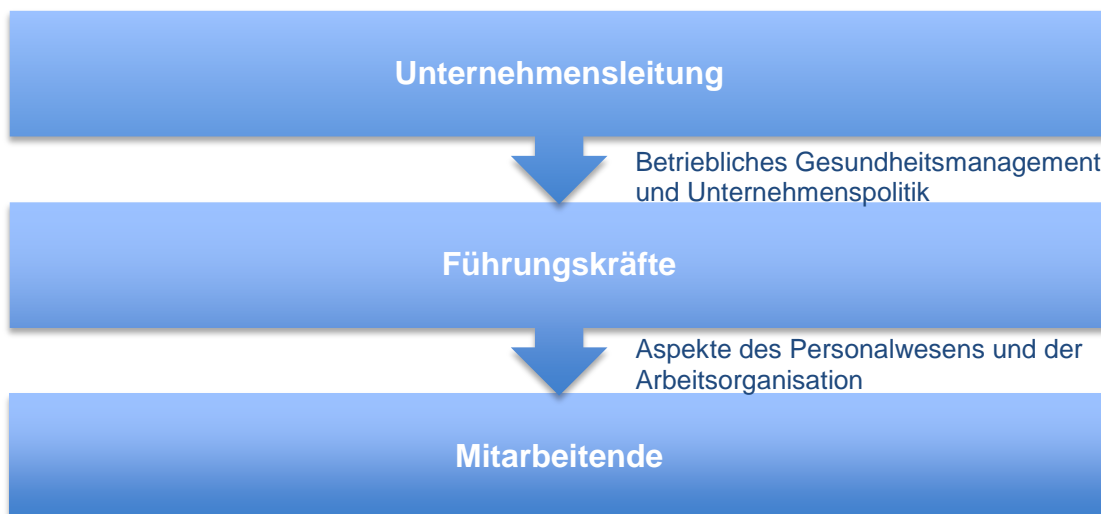 Unternehmensleitung
Betriebliches Gesundheitsmanagement
und Unternehmenspolitik
Führungskräfte
Aspekte des Personalwesens und der
Arbeitsorganisation
Mitarbeitende